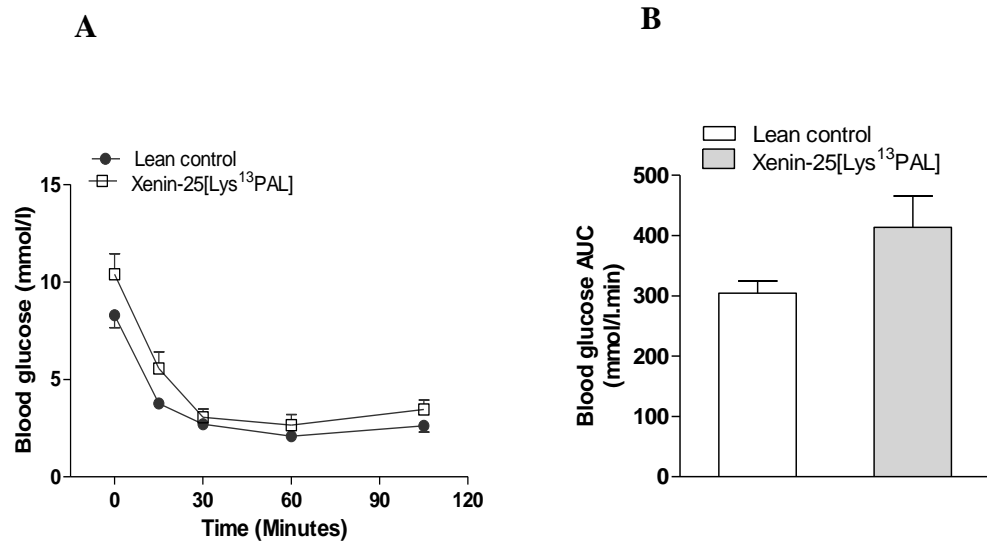 A
Lean control
Xenin-25[Lys¹³PAL]
15
10
5
0
Blood glucose (mmol/l)
0 30 60 90 120
Time (Minutes)
B
Lean control
Xenin-25[Lys¹³PAL]
500
400
300
200
100
0
Blood glucose AUC
(mmol/l.min)